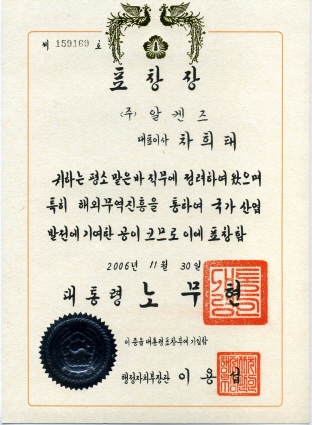 제 159169 호
표창장
(주) 알켄즈
대표이사 차희태
귀하는 평소 맡은바 직무에 정려하여 왔으며
특히 해외무역진흥을 통하여 국가 산업
발전에 기여한 공이 크므로 이에 표창함
2006년 11월 30일
대통령 노무현
이 증을 대통령표창부에 기입함
행정자치부장관 이용섭